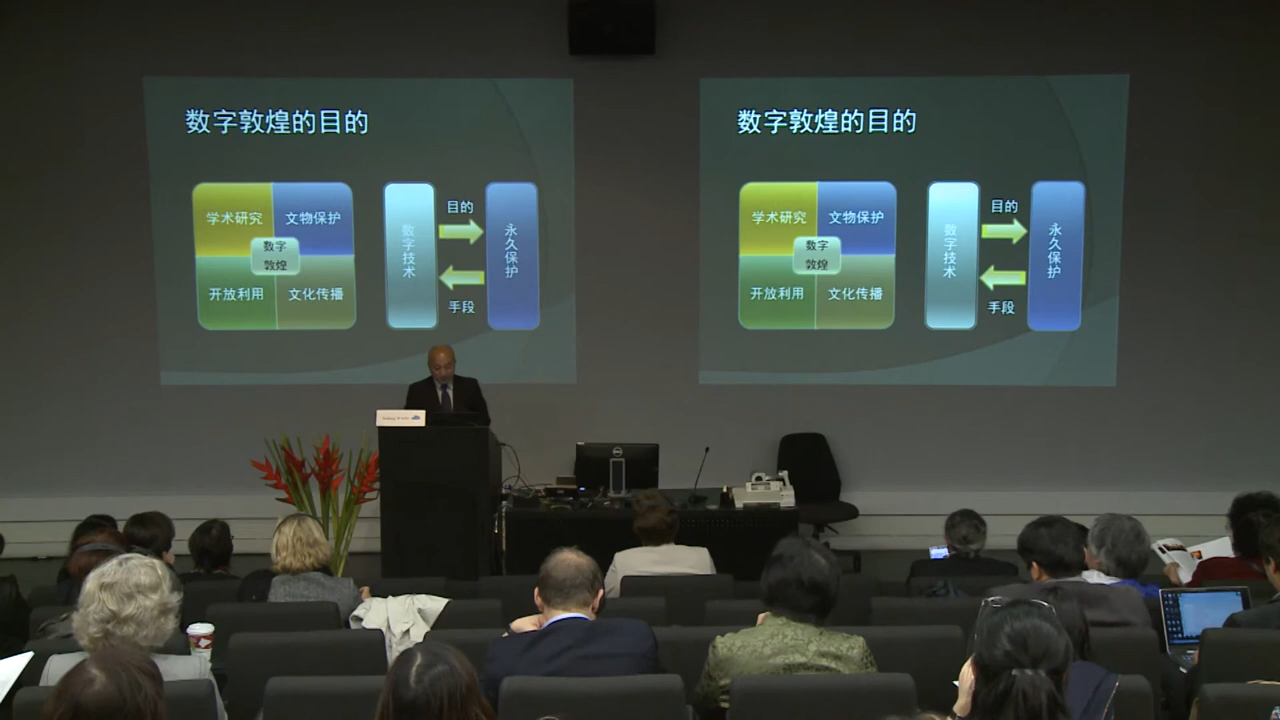 数字敦煌的目的
学术研究
文物保护
数字
敦煌
开放利用
文化传播
数字技术
目的
手段
永久保护
数字敦煌的目的
学术研究
文物保护
数字
敦煌
开放利用
文化传播
数字技术
目的
手段
永久保护
DELL